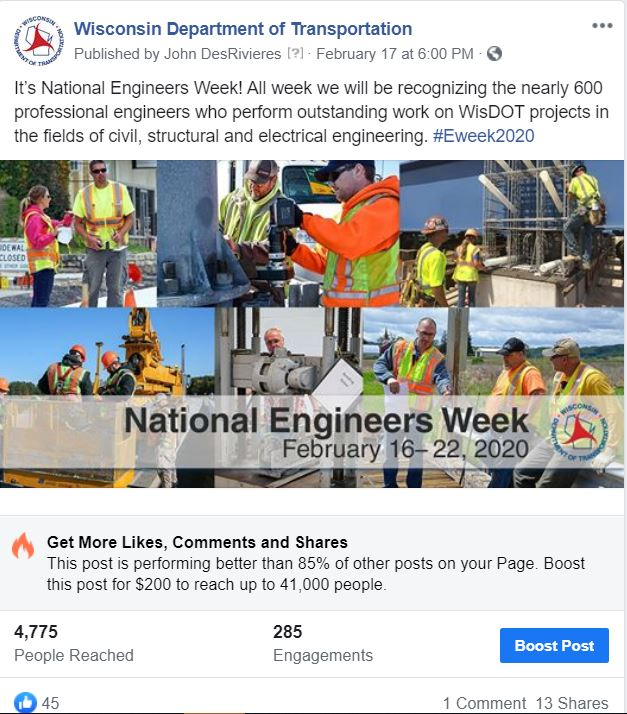 Wisconsin Department of Transportation
Published by John DesRivieres [?] · February 17 at 6:00 PM ·
It's National Engineers Week! All week we will be recognizing the nearly 600
professional engineers who perform outstanding work on WisDOT projects in
the fields of civil, structural and electrical engineering. #Eweek2020
SIDEWALK
CLOSED
National Engineers Week
February 16–22, 2020
WISCONSIN
DEPARTMENT OF TRANSPORTATION
Get More Likes, Comments and Shares
This post is performing better than 85% of other posts on your Page. Boost
this post for $200 to reach up to 41,000 people.
4,775
285
People Reached
Engagements
Boost Post
45
1 Comment 13 Shares